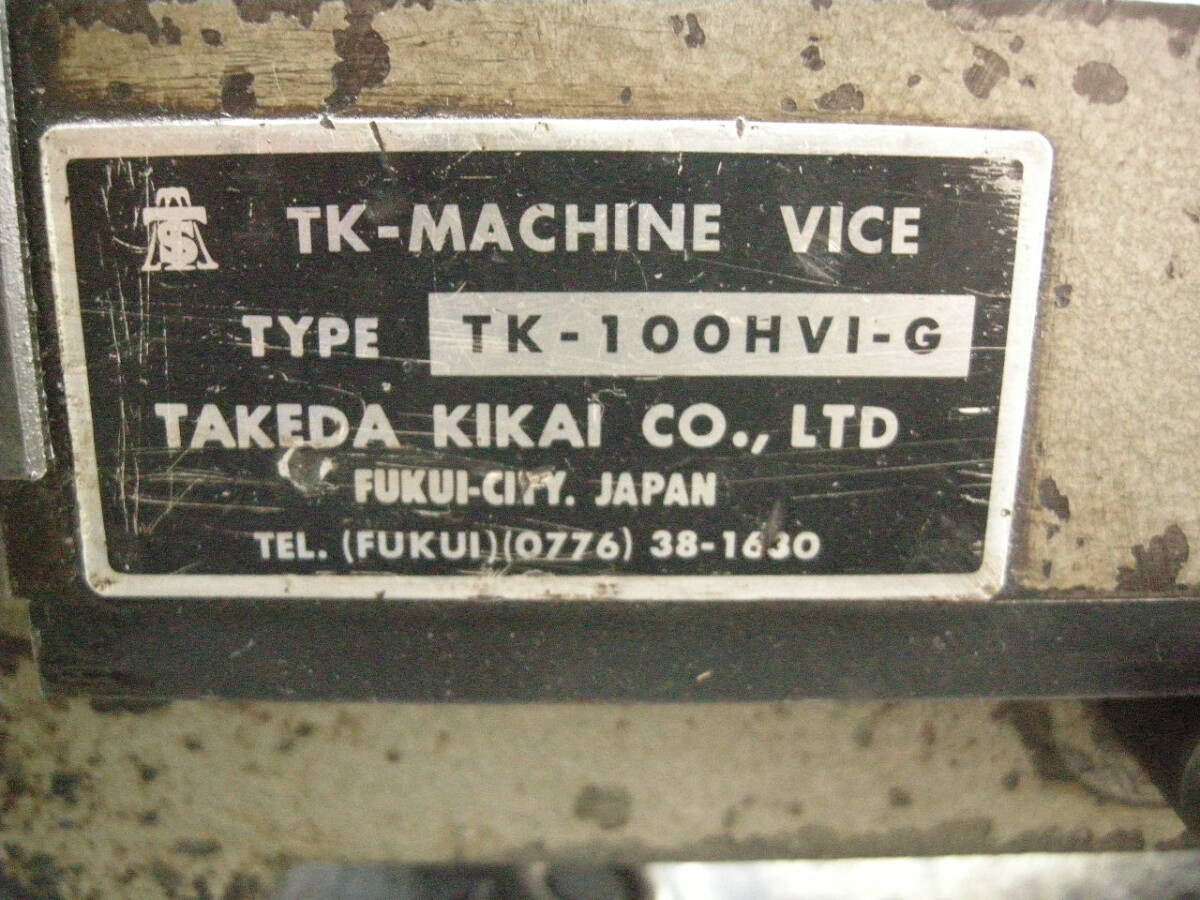 TK-MACHINE VICE
TYPE TK-100HVI-G
TAKEDA KIKAI CO., LTD
FUKUI-CITY. JAPAN
TEL. (FUKUI)(0776) 38-1630